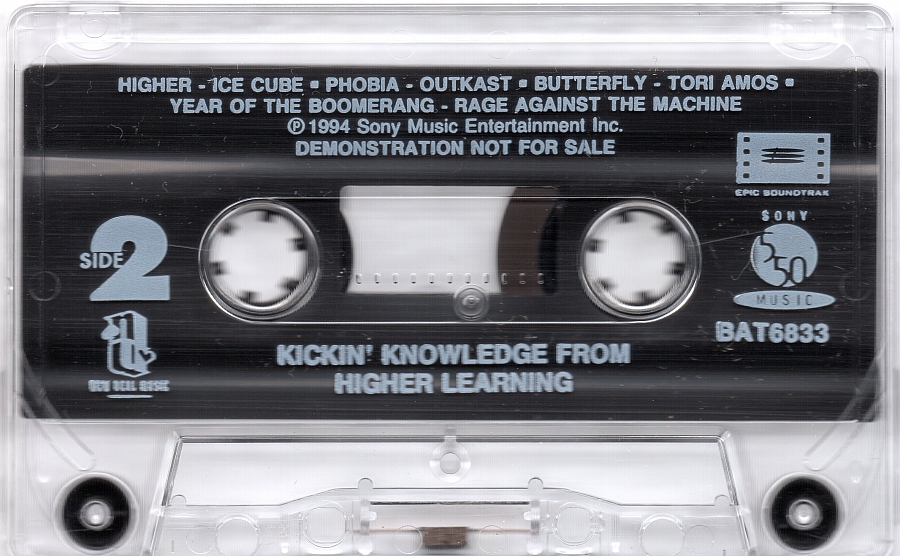 HIGHER - ICE CUBE ▪ PHOBIA - OUTKAST ▪ BUTTERFLY - TORI AMOS ▪
YEAR OF THE BOOMERANG - RAGE AGAINST THE MACHINE
℗ 1994 Sony Music Entertainment Inc.
DEMONSTRATION NOT FOR SALE
EPIC SOUNDTRAX
SONY
550
MUSIC
SIDE 2
BAT6833
KICKIN' KNOWLEDGE FROM
HIGHER LEARNING